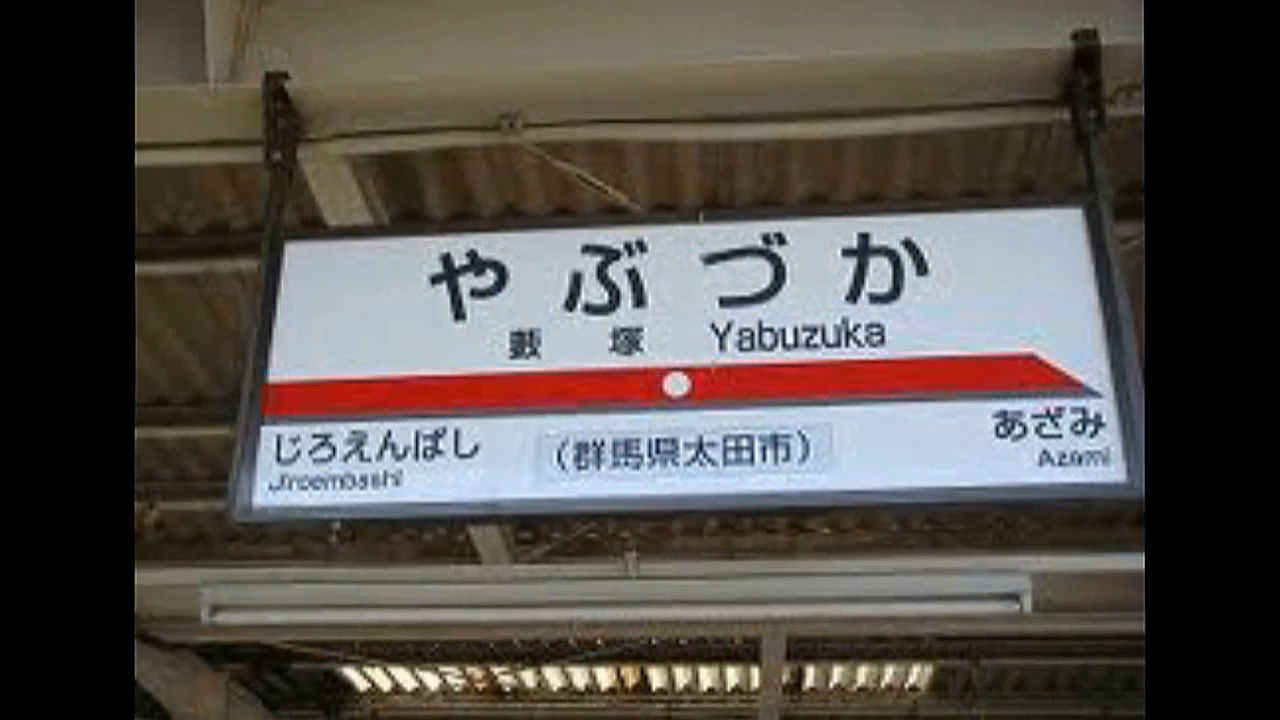 やぶづか
藪塚 Yabuzuka
じろえんばし
Jiroembashi
（群馬県太田市）
あざみ
Azami